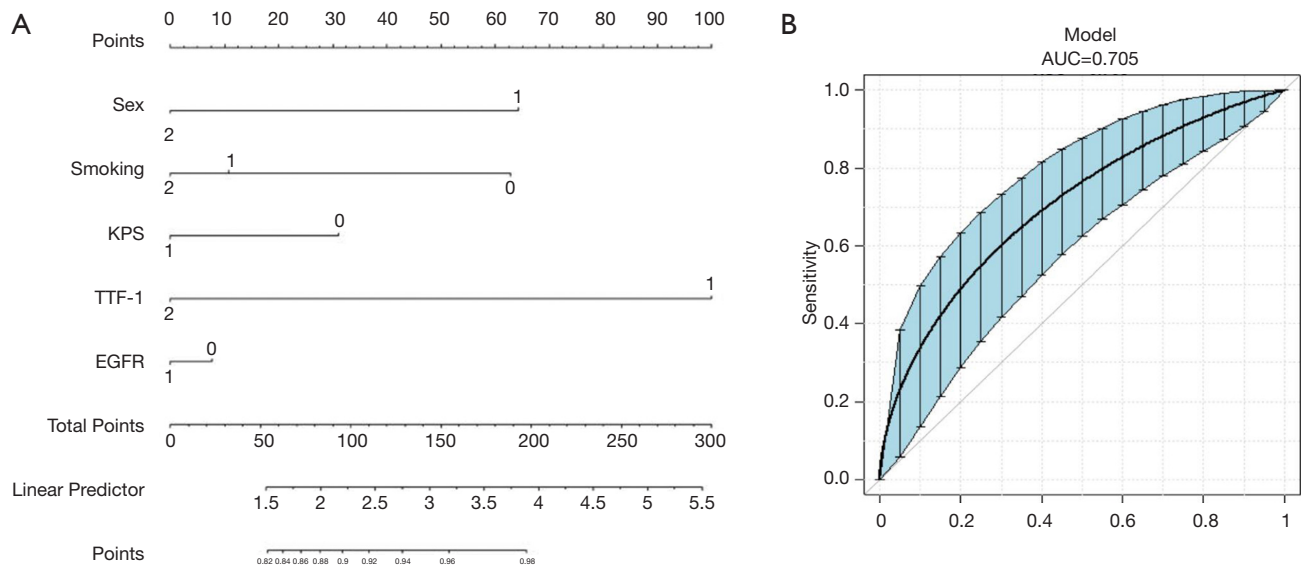 A
0 10 20 30 40 50 60 70 80 90 100
Points
Sex
1
2
Smoking
1
2
0
KPS
0
1
TTF-1
1
2
EGFR
0
1
Total Points
0 50 100 150 200 250 300
Linear Predictor
1.5 2 2.5 3 3.5 4 4.5 5 5.5
Points
0.82 0.84 0.86 0.88 0.9 0.92 0.94 0.96 0.98
B
Model
AUC=0.705
Sensitivity
1.0
0.8
0.6
0.4
0.2
0.0
0 0.2 0.4 0.6 0.8 1